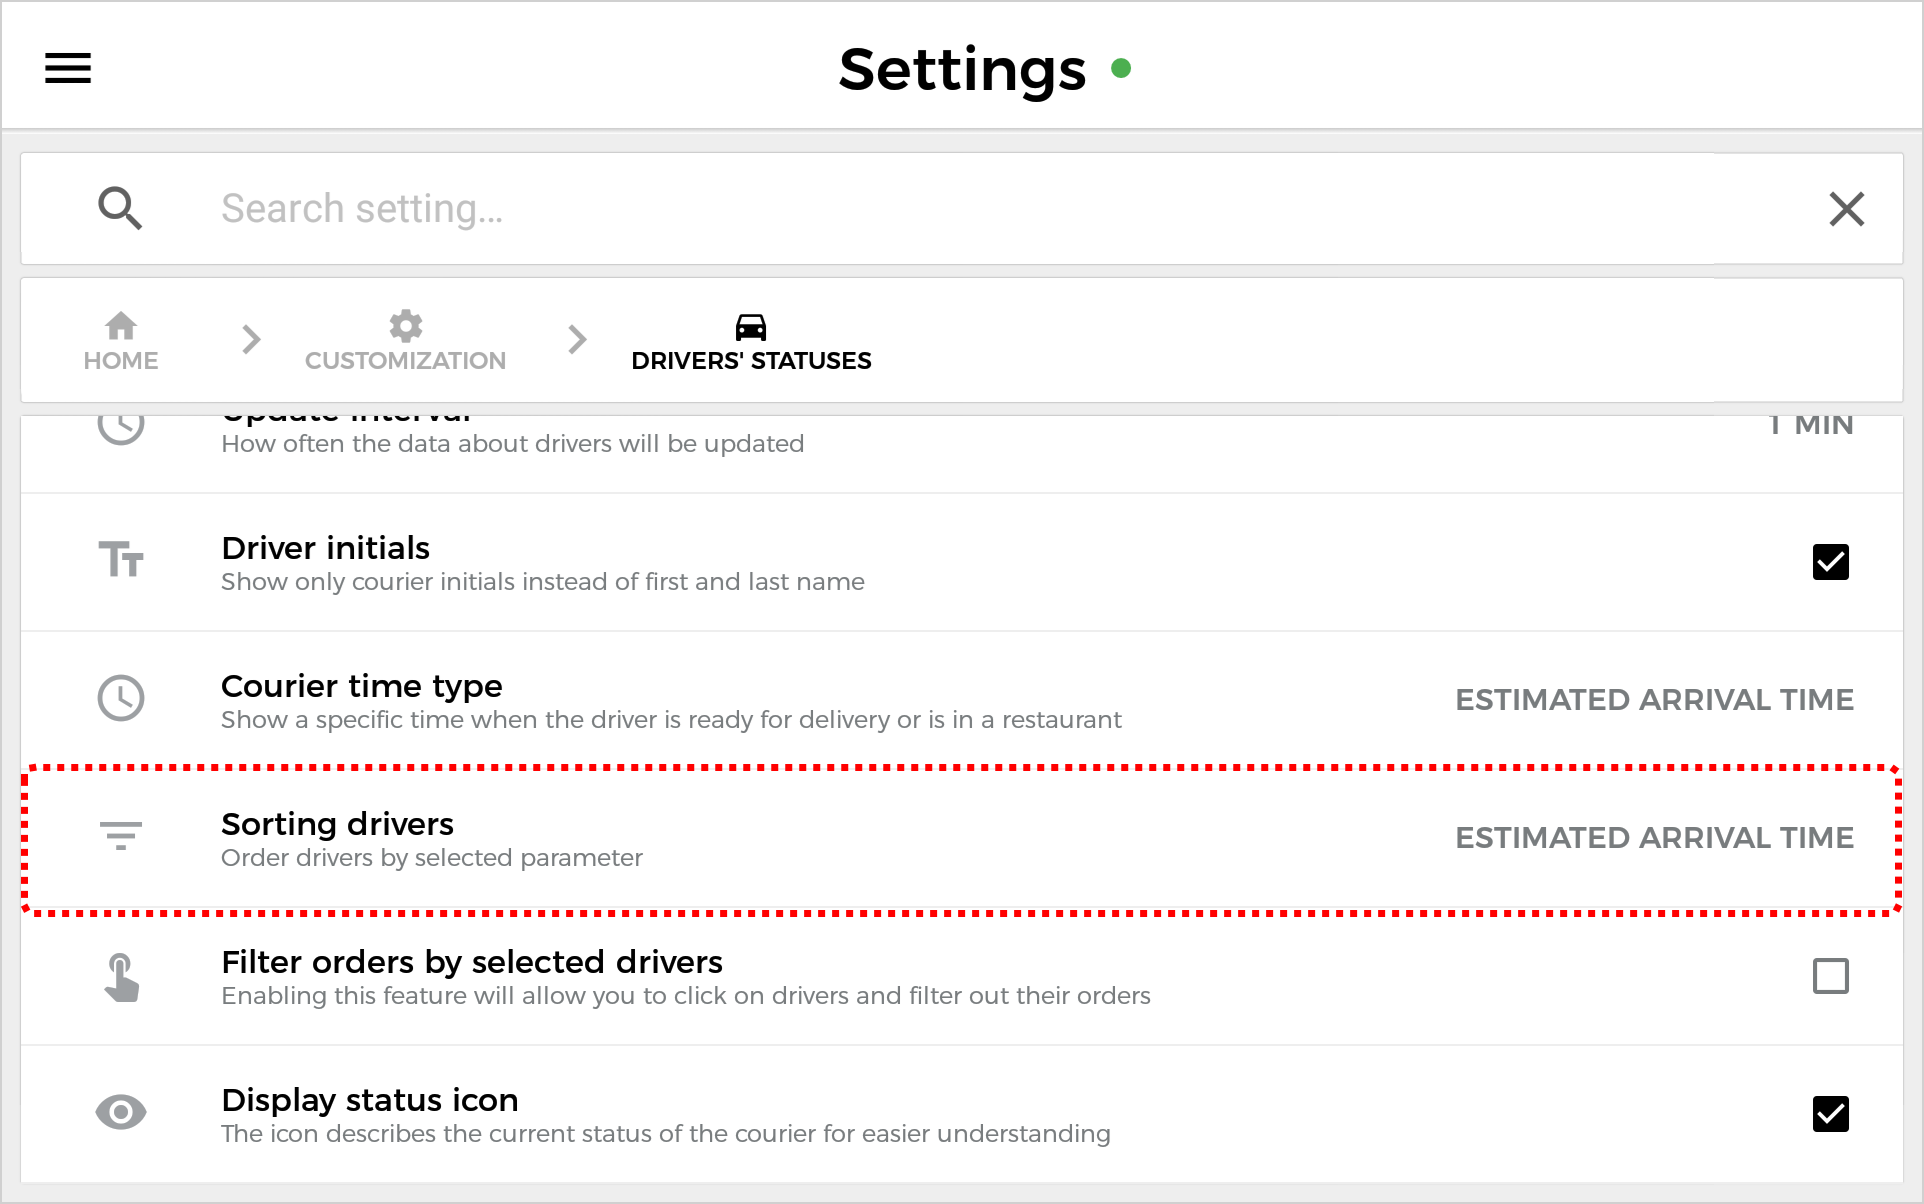 Settings
Search setting...
HOME
CUSTOMIZATION
DRIVERS' STATUSES
Update interval
1 MIN
How often the data about drivers will be updated
Driver initials
Show only courier initials instead of first and last name
Courier time type
ESTIMATED ARRIVAL TIME
Show a specific time when the driver is ready for delivery or is in a restaurant
Sorting drivers
ESTIMATED ARRIVAL TIME
Order drivers by selected parameter
Filter orders by selected drivers
Enabling this feature will allow you to click on drivers and filter out their orders
Display status icon
The icon describes the current status of the courier for easier understanding